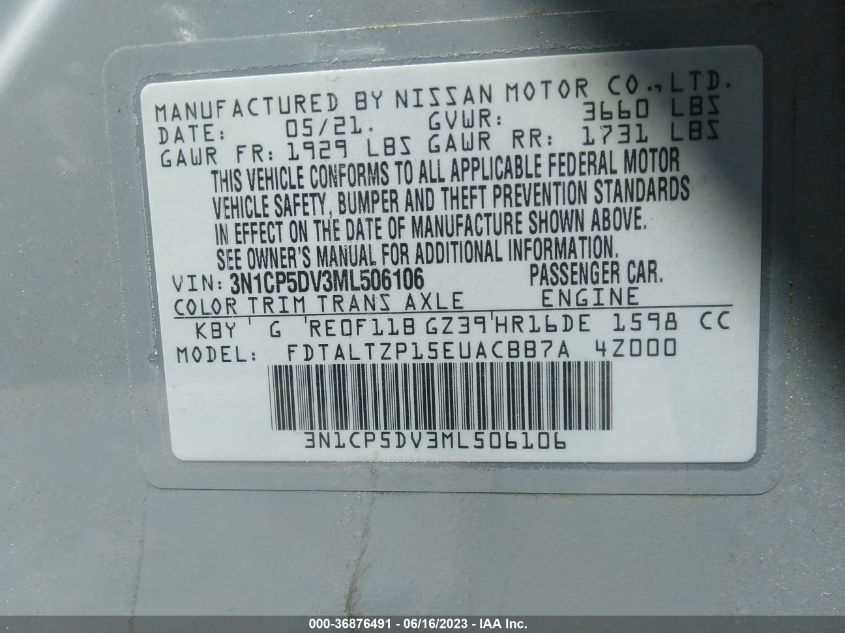 MANUFACTURED BY NISSAN MOTOR CO., LTD.
DATE: 05/21. GVWR: 3660 LBS
GAWR FR: 1929 LBS GAWR RR: 1731 LBS
THIS VEHICLE CONFORMS TO ALL APPLICABLE FEDERAL MOTOR
VEHICLE SAFETY, BUMPER AND THEFT PREVENTION STANDARDS
IN EFFECT ON THE DATE OF MANUFACTURE SHOWN ABOVE.
SEE OWNER'S MANUAL FOR ADDITIONAL INFORMATION.
VIN: 3N1CP5DV3ML506106 PASSENGER CAR.
COLOR TRIM TRANS AXLE ENGINE
KBY G RE0F11B GZ39 HR16DE 1598 CC
MODEL: FDTALTZP15EUACBB7A 4Z000
3N1CP5DV3ML506106
000-36876491 - 06/16/2023 - IAA Inc.